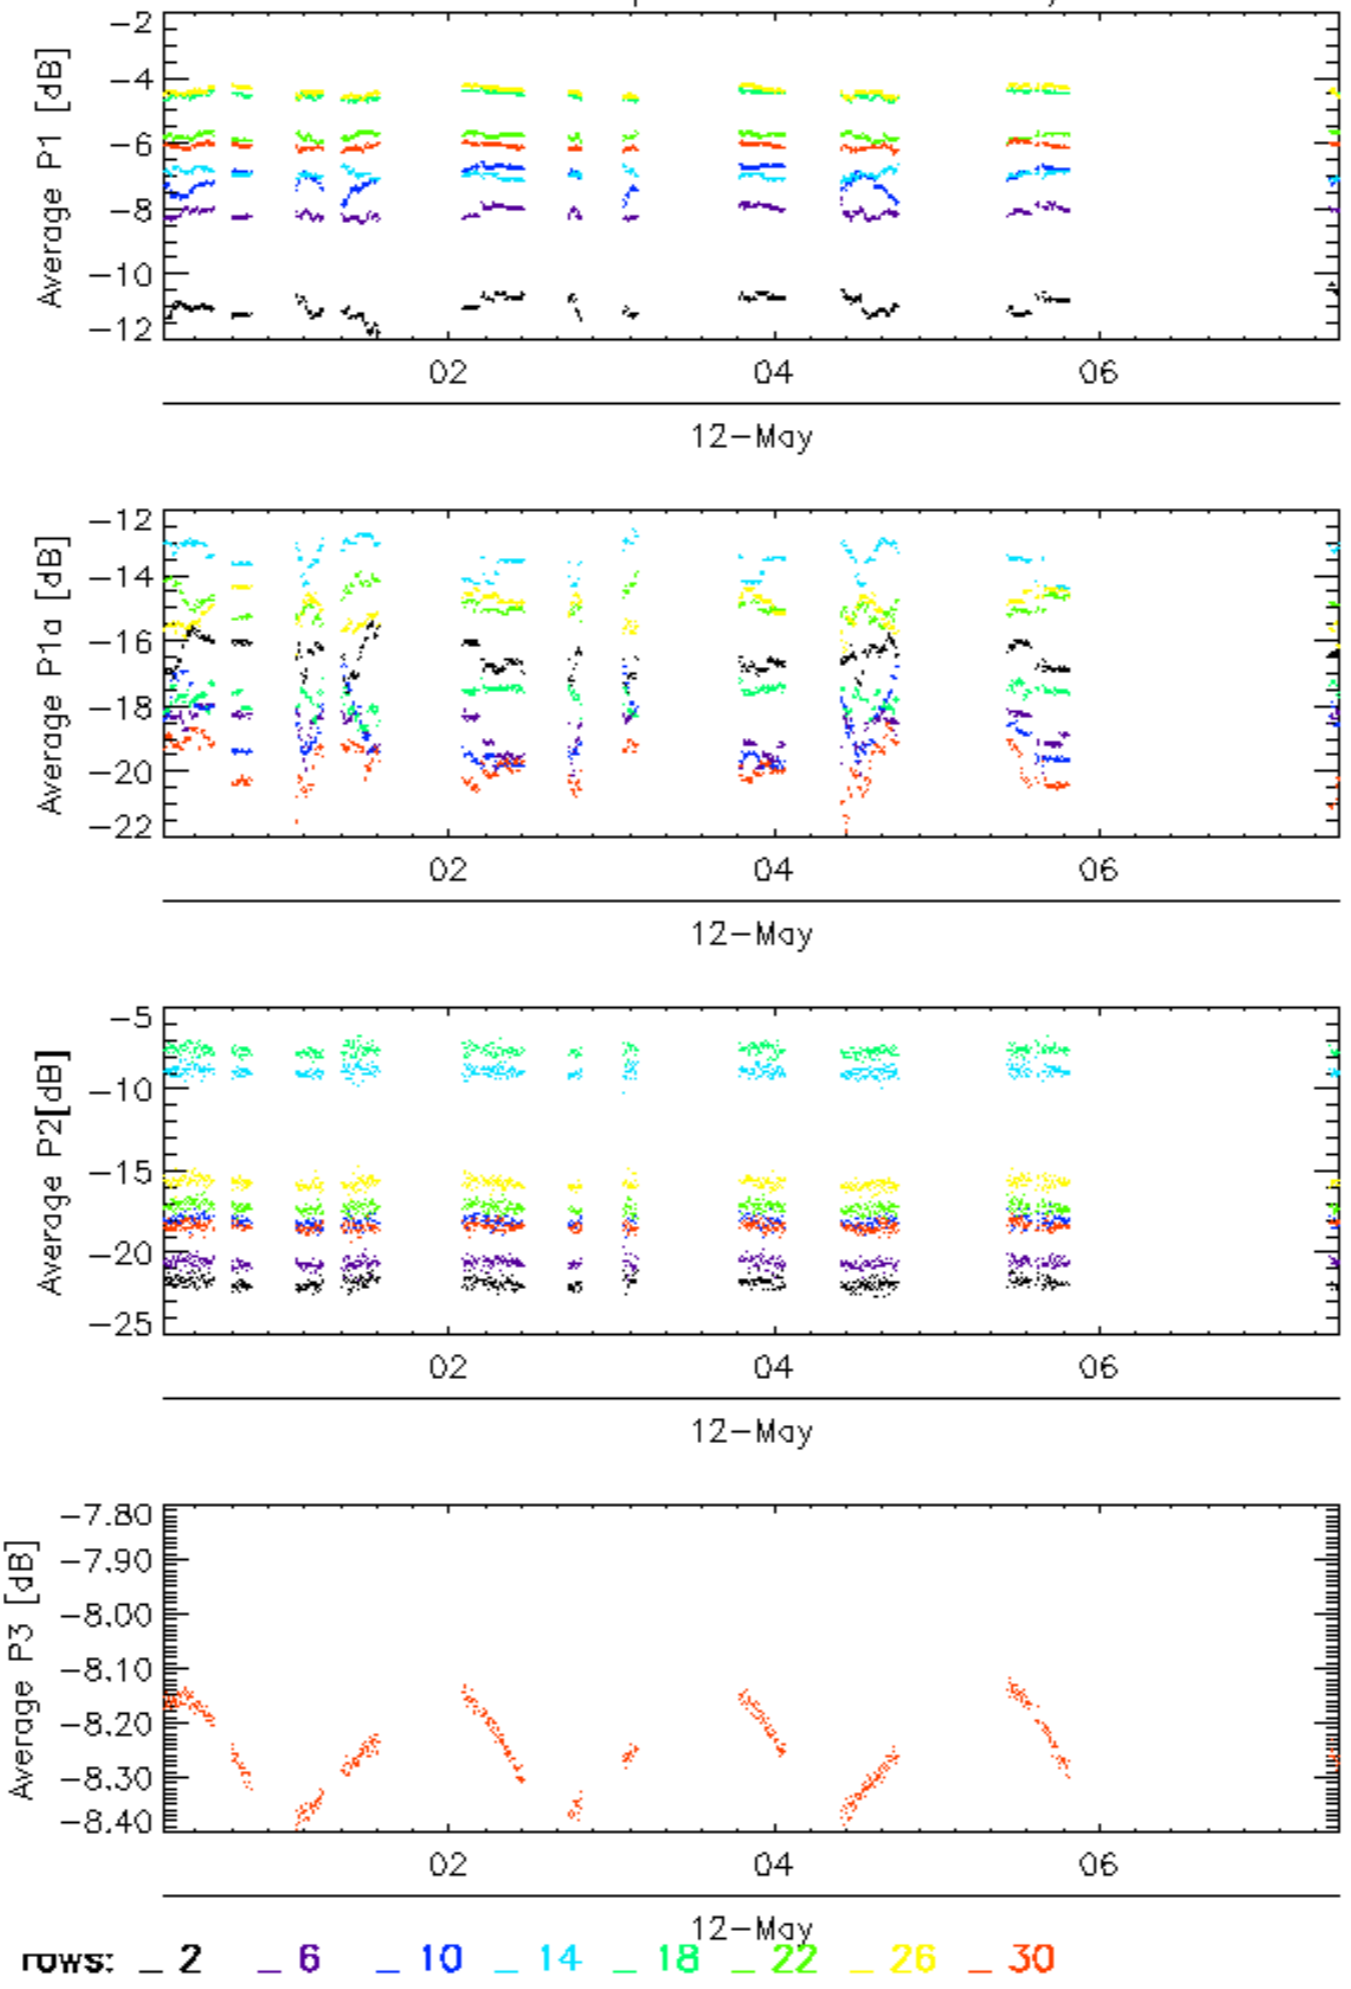 Average P1 [dB]
-2
-4
-6
-8
-10
-12
02 04 06
12-May
Average P1a [dB]
-12
-14
-16
-18
-20
-22
02 04 06
12-May
Average P2[dB]
-5
-10
-15
-20
-25
02 04 06
12-May
Average P3 [dB]
-7.80
-7.90
-8.00
-8.10
-8.20
-8.30
-8.40
02 04 06
12-May
rows: _ 2 _ 6 _ 10 _ 14 _ 18 _ 22 _ 26 _ 30